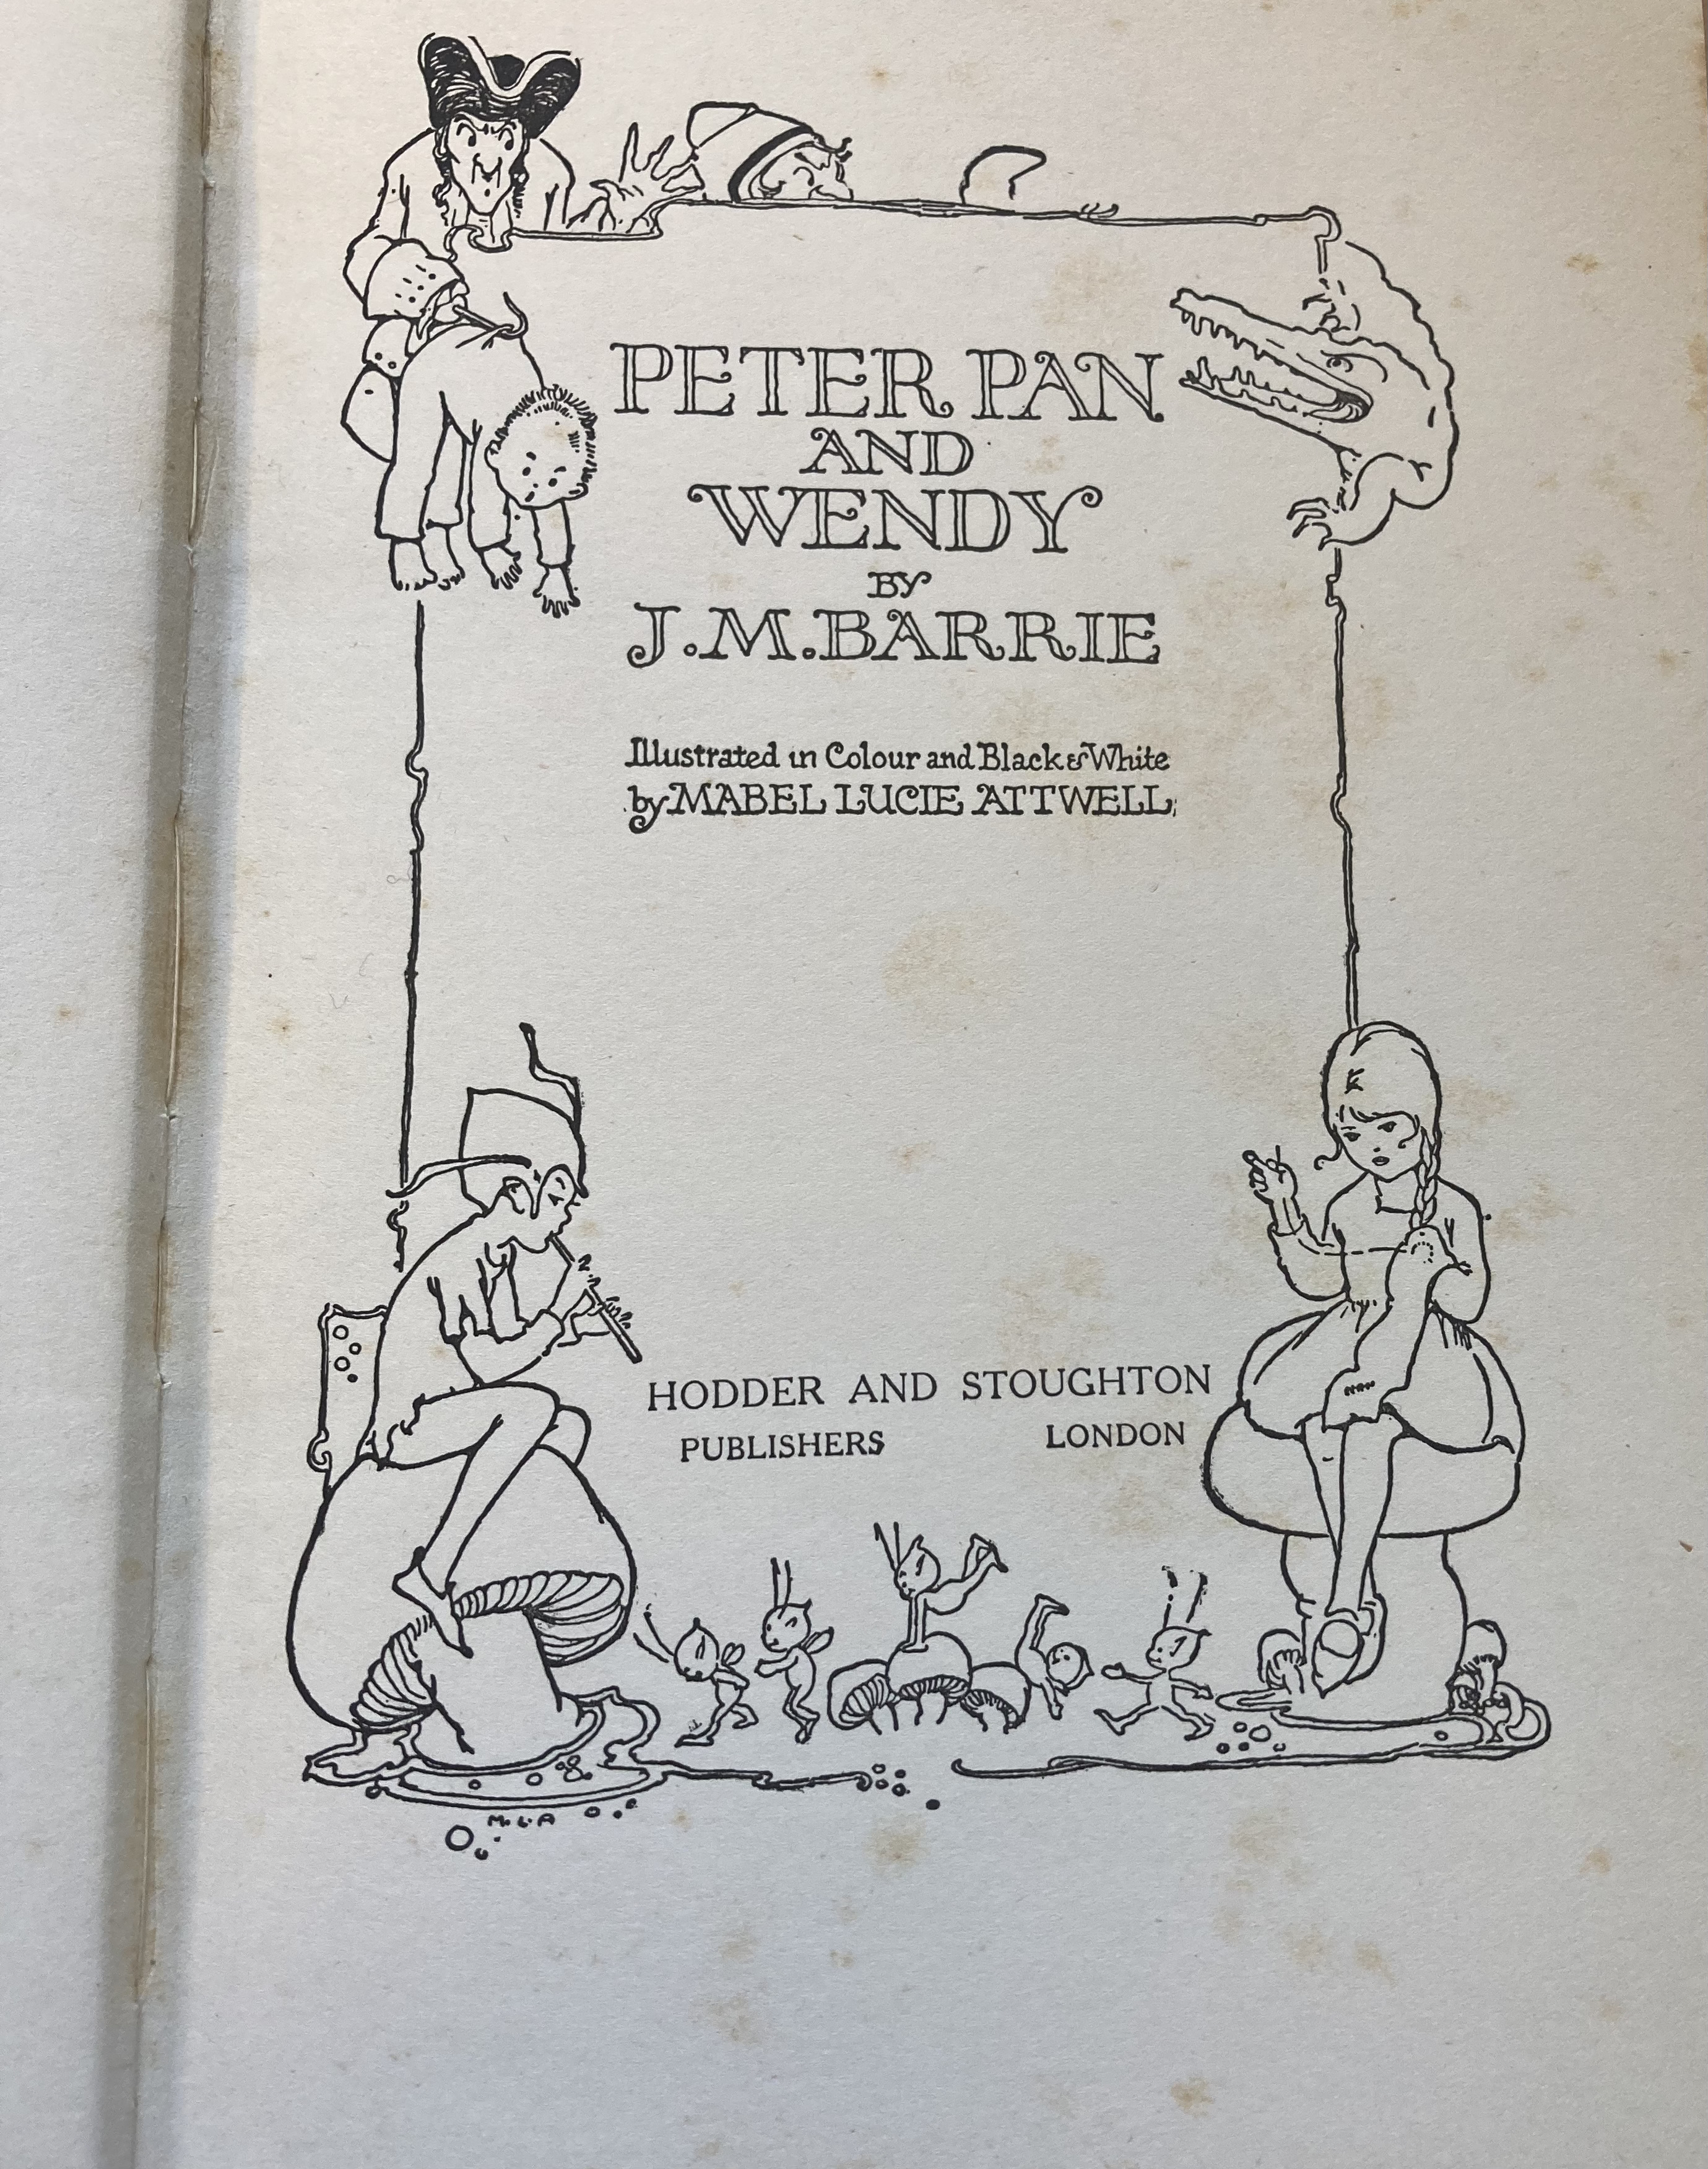 PETER PAN
AND
WENDY
BY
J.M.BARRIE
Illustrated in Colour and Black & White
by MABEL LUCIE ATTWELL
HODDER AND STOUGHTON
PUBLISHERS LONDON
M.L.A